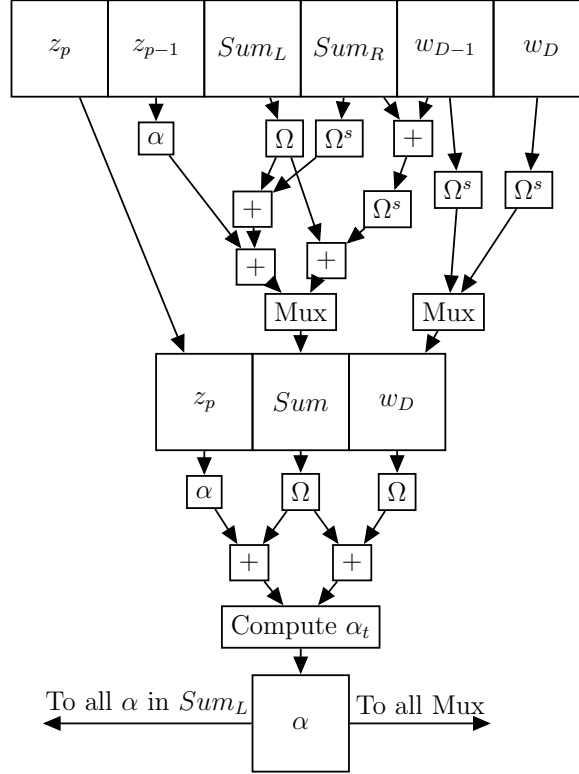 z_p z_{p−1} Sum_L Sum_R w_{D−1} w_D
α Ω Ω^s +
+ Ω^s Ω^s Ω^s
+ +
Mux Mux
z_p Sum w_D
α Ω Ω
+ +
Compute α_t
To all α in Sum_L α To all Mux